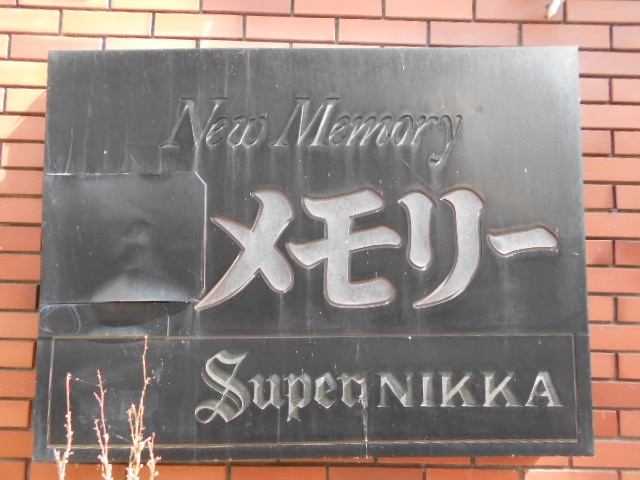 New Memory
メモリー
Super NIKKA